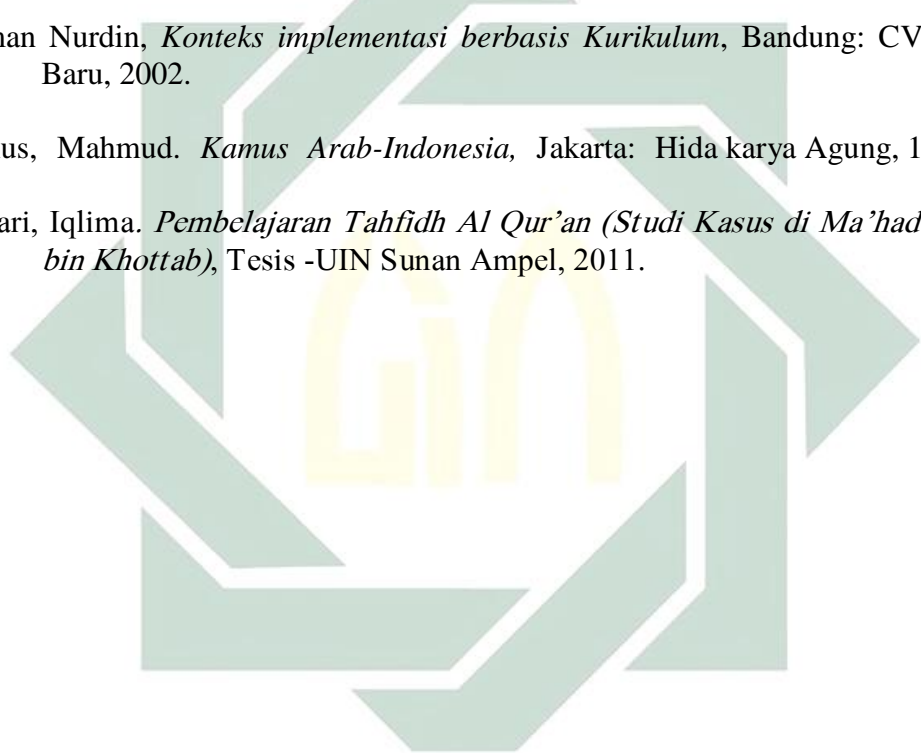 nan Nurdin, Konteks implementasi berbasis Kurikulum, Bandung: CV
Baru, 2002.
us, Mahmud. Kamus Arab-Indonesia, Jakarta: Hida karya Agung, 1
ari, Iqlima. Pembelajaran Tahfidh Al Qur’an (Studi Kasus di Ma’had
bin Khottab), Tesis -UIN Sunan Ampel, 2011.